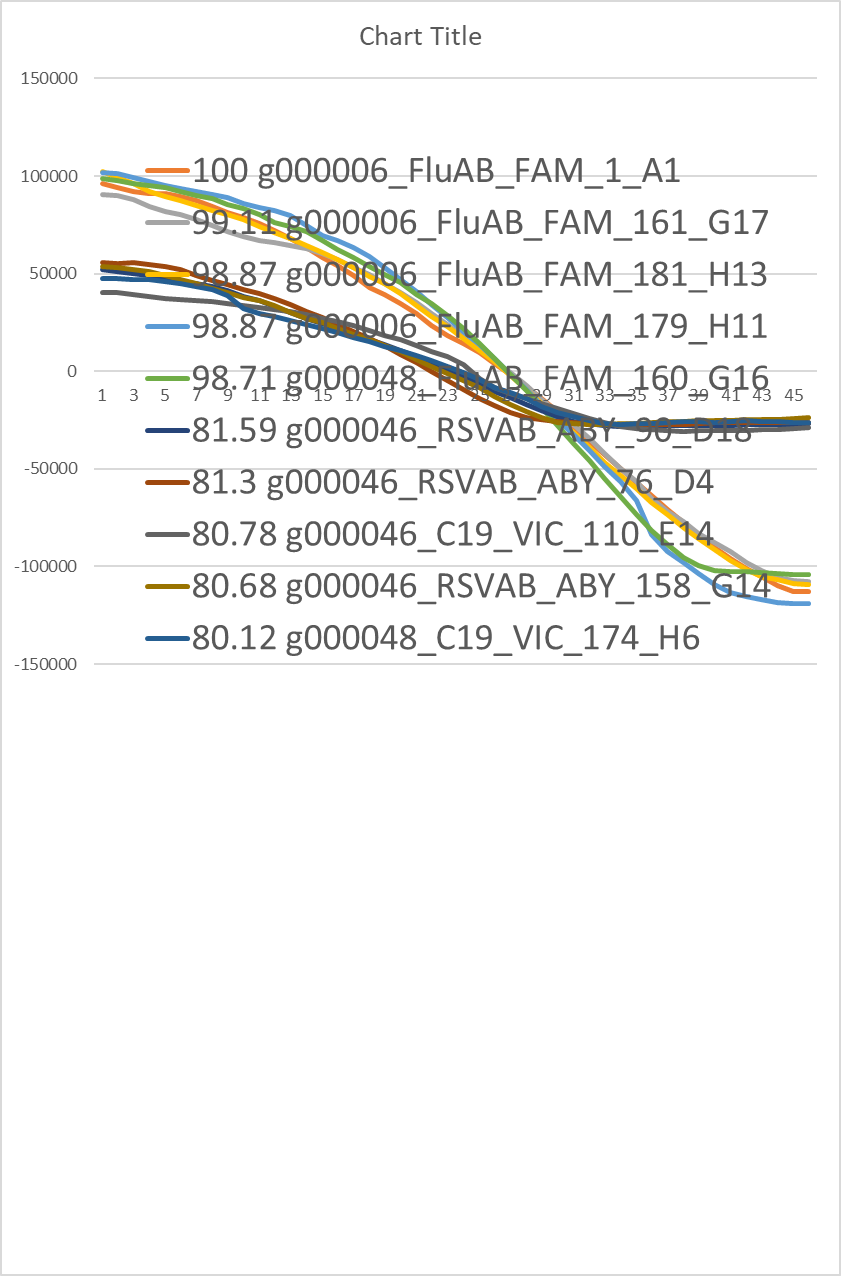 Chart Title
150000
100000
50000
0
-50000
-100000
-150000
1 3 5 7 9 11 13 15 17 19 21 23 25 27 29 31 33 35 37 39 41 43 45
100 g000006_FluAB_FAM_1_A1
99.11 g000006_FluAB_FAM_161_G17
98.87 g000006_FluAB_FAM_181_H13
98.87 g000006_FluAB_FAM_179_H11
98.71 g000048_FluAB_FAM_160_G16
81.59 g000046_RSVAB_ABY_90_D18
81.3 g000046_RSVAB_ABY_76_D4
80.78 g000046_C19_VIC_110_E14
80.68 g000046_RSVAB_ABY_158_G14
80.12 g000048_C19_VIC_174_H6